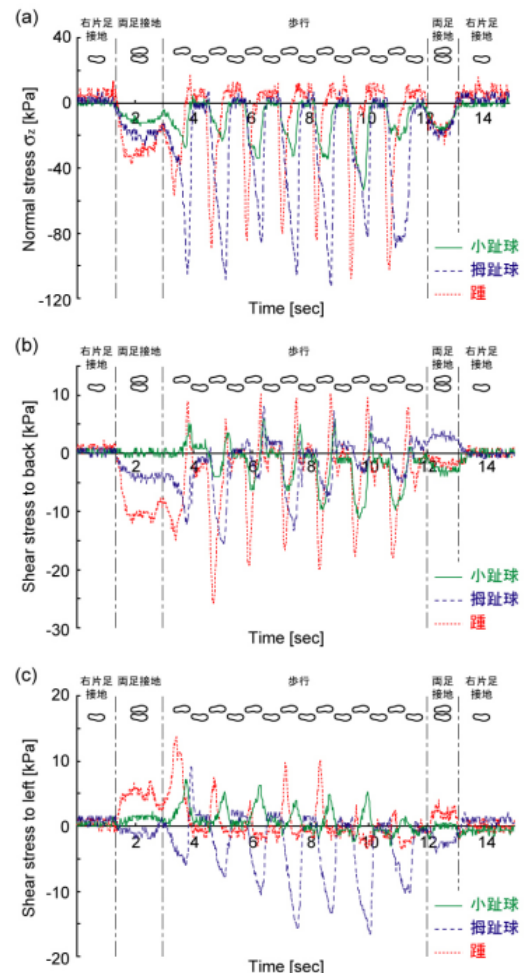 (a)
右片足
接地
両足接地
歩行
両足
接地
右片足
接地
Normal stress σz [kPa]
40
0
-40
-80
-120
2
4
6
8
10
12
14
小趾球
拇趾球
踵
Time [sec]
(b)
右片足
接地
両足接地
歩行
両足
接地
右片足
接地
Shear stress to back [kPa]
10
0
-10
-20
-30
2
4
6
8
10
12
14
小趾球
拇趾球
踵
Time [sec]
(c)
右片足
接地
両足接地
歩行
両足
接地
右片足
接地
Shear stress to left [kPa]
20
10
0
-10
-20
2
4
6
8
10
12
14
小趾球
拇趾球
踵
Time [sec]